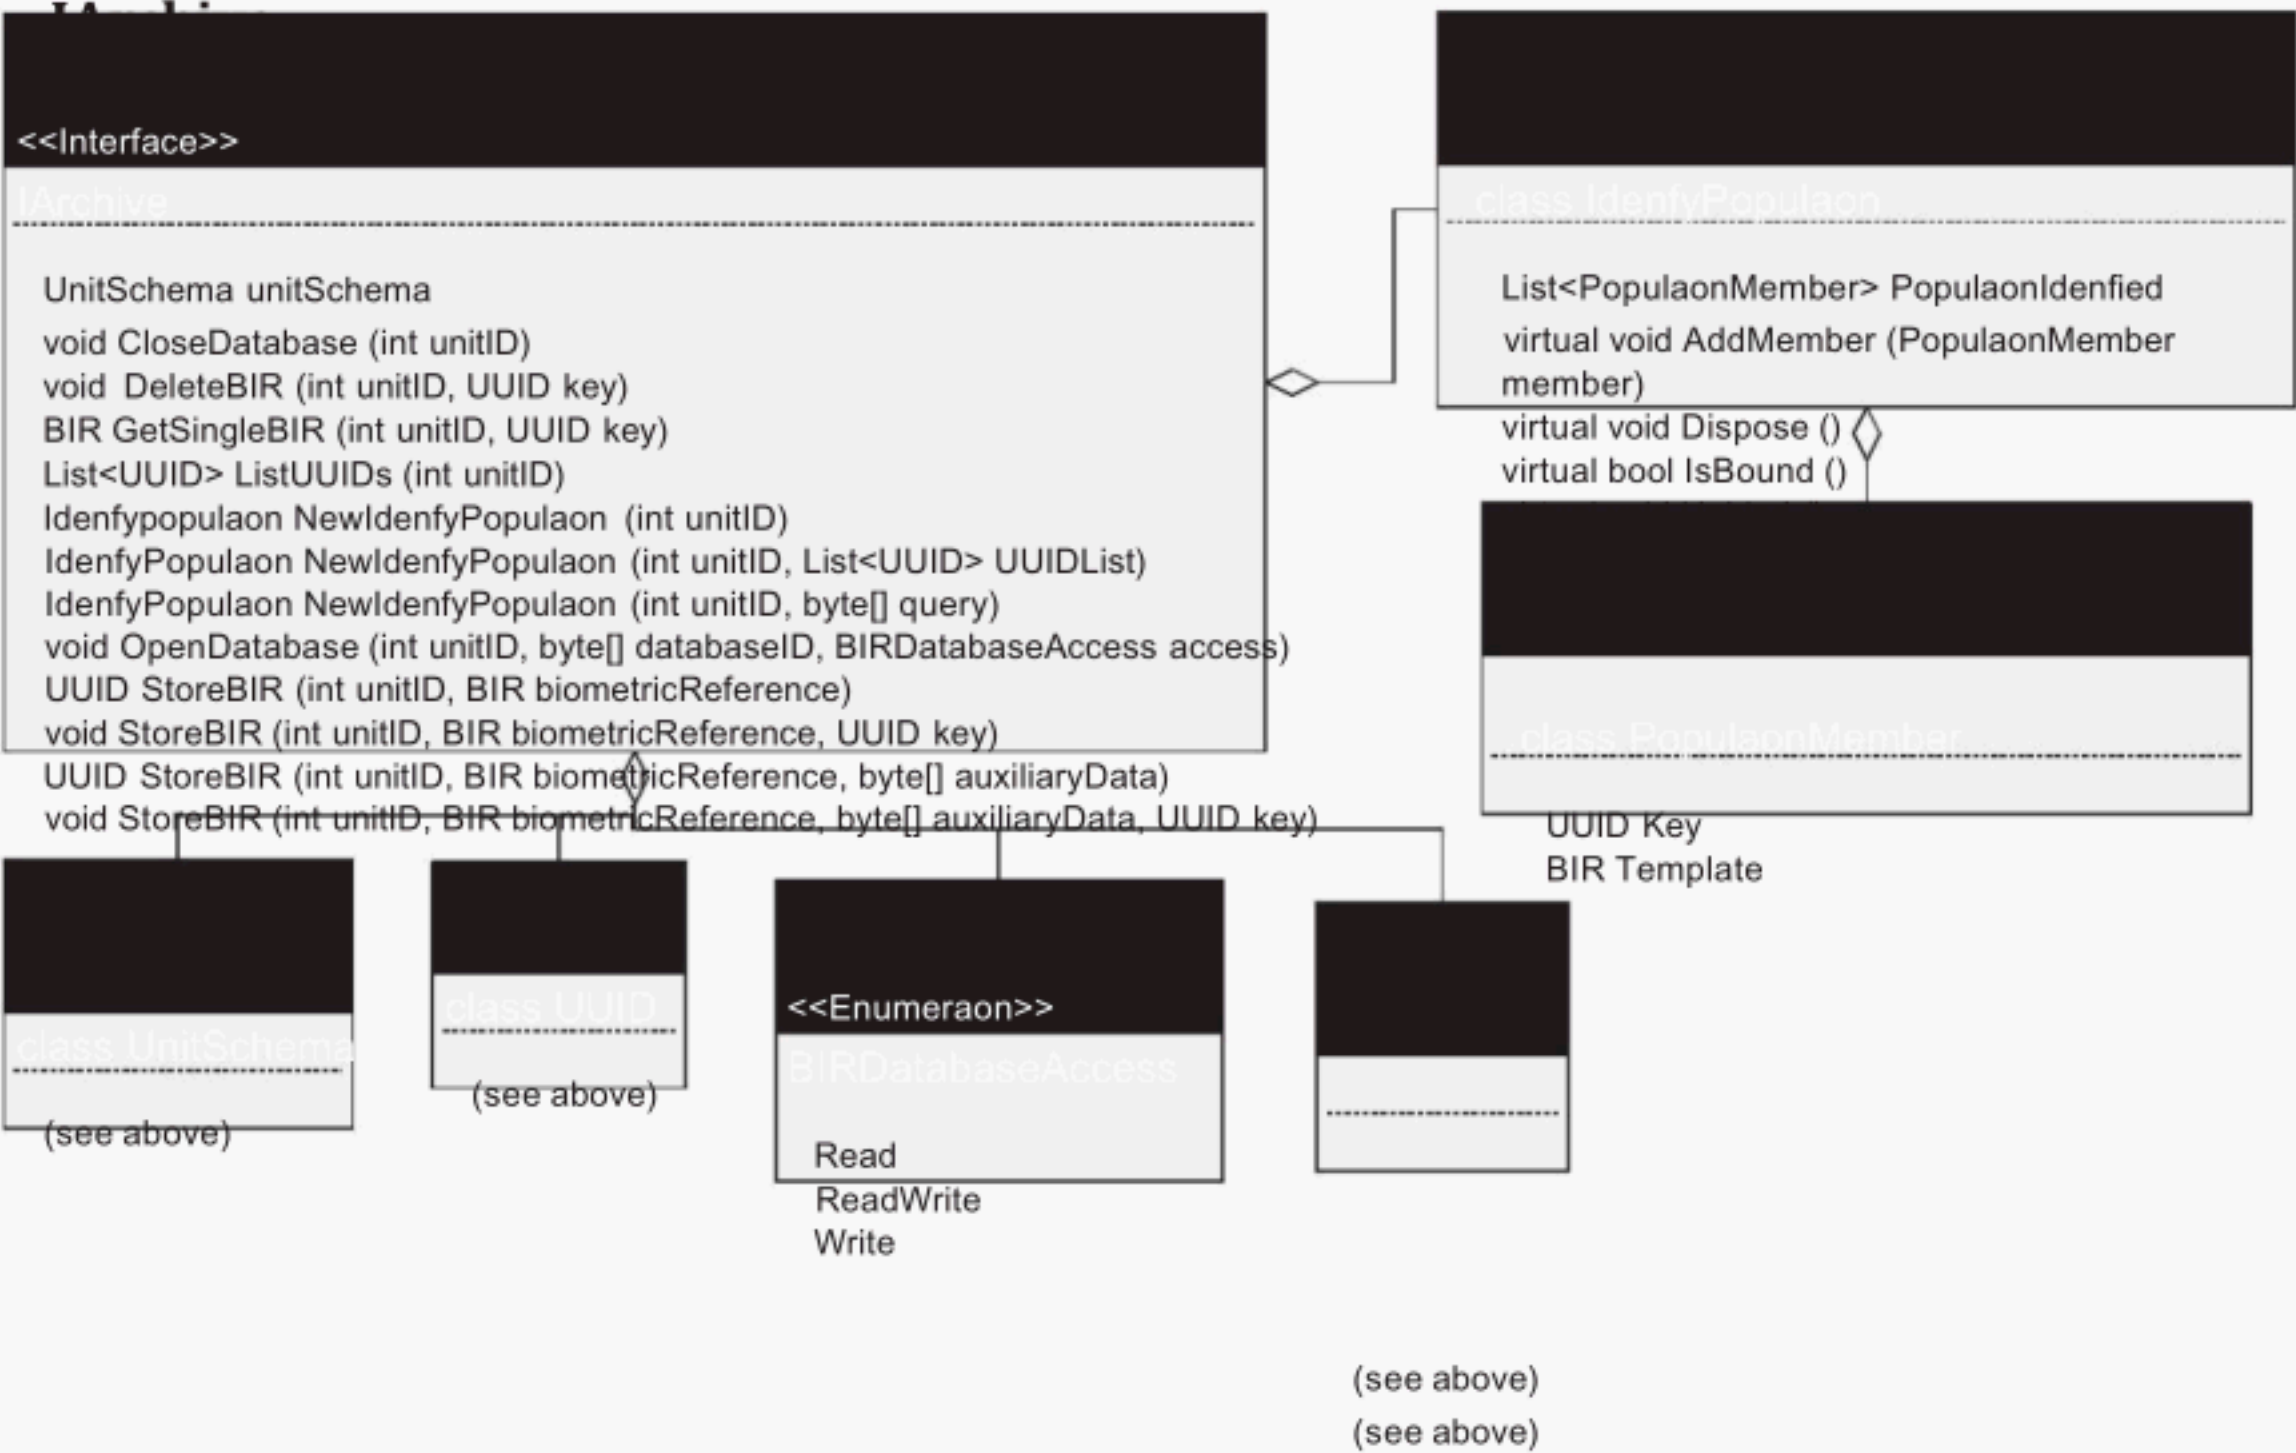 <<Interface>>
IArchive
UnitSchema unitSchema
void CloseDatabase (int unitID)
void DeleteBIR (int unitID, UUID key)
BIR GetSingleBIR (int unitID, UUID key)
List<UUID> ListUUIDs (int unitID)
Idenfypopulaon NewIdenfyPopulaon (int unitID)
IdenfyPopulaon NewIdenfyPopulaon (int unitID, List<UUID> UUIDList)
IdenfyPopulaon NewIdenfyPopulaon (int unitID, byte[] query)
void OpenDatabase (int unitID, byte[] databaseID, BIRDatabaseAccess access)
UUID StoreBIR (int unitID, BIR biometricReference)
void StoreBIR (int unitID, BIR biometricReference, UUID key)
UUID StoreBIR (int unitID, BIR biometricReference, byte[] auxiliaryData)
void StoreBIR (int unitID, BIR biometricReference, byte[] auxiliaryData, UUID key)
class IdenfyPopulaon
List<PopulaonMember> PopulaonIdenfied
virtual void AddMember (PopulaonMember
member)
virtual void Dispose ()
virtual bool IsBound ()
class PopulaonMember
UUID Key
BIR Template
class UnitSchema
(see above)
class UUID
(see above)
<<Enumeraon>>
BIRDatabaseAccess
Read
ReadWrite
Write
(see above)
(see above)